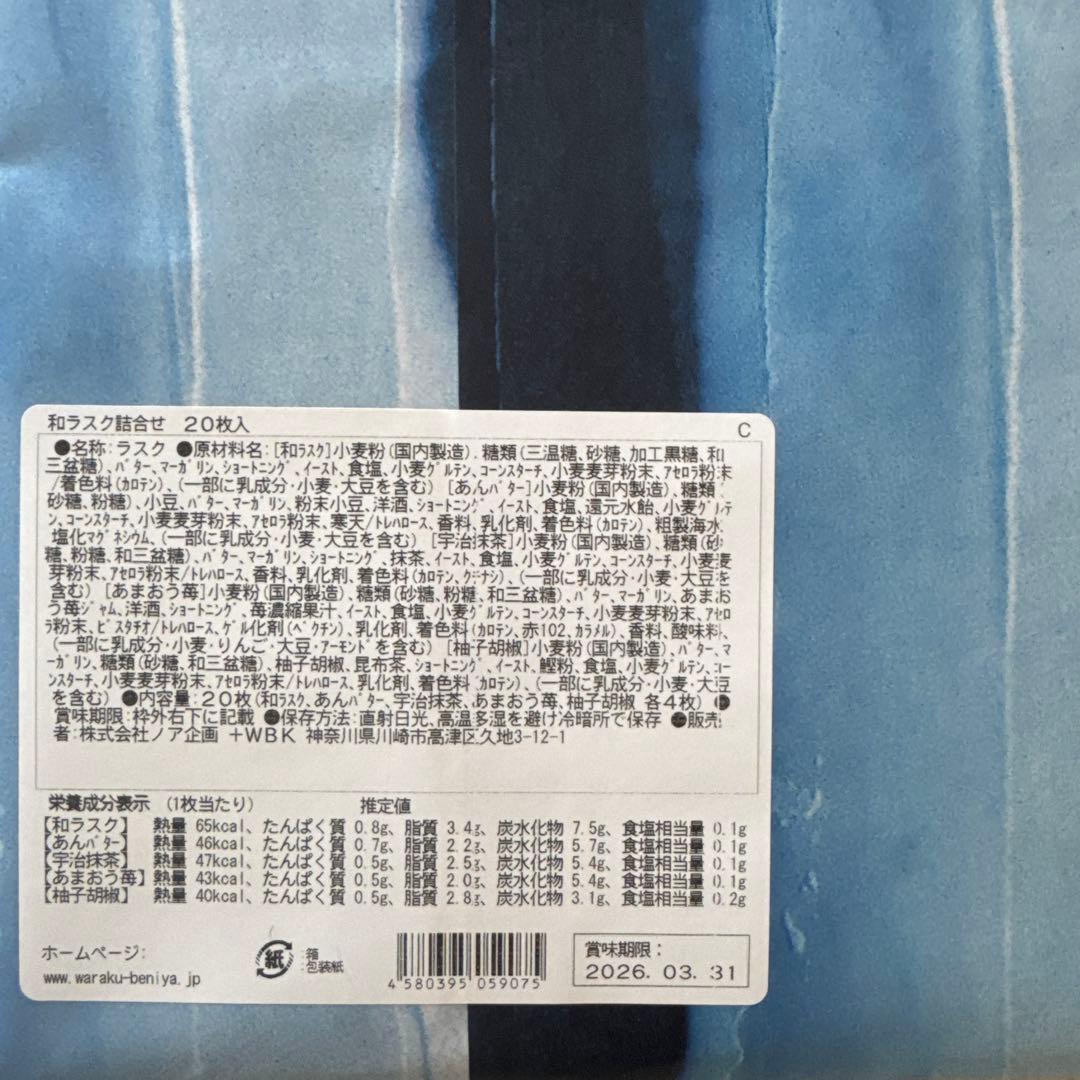 和ラスク詰合せ 20枚入
C
●名称:ラスク ●原材料名:[和ラスク]小麦粉(国内製造)、糖類(三温糖、砂糖、加工黒糖、和
三盆糖)、バター、マーガリン、ショートニング、イースト、食塩、小麦グルテン、コーンスターチ、小麦麦芽粉末、アセロラ粉末
/着色料(カロテン)、(一部に乳成分・小麦・大豆を含む) [あんバター]小麦粉(国内製造)、糖類
砂糖、粉糖)、小豆、バター、マーガリン、粉末小豆、洋酒、ショートニング、イースト、食塩、還元水飴、小麦グルテ
ン、コーンスターチ、小麦麦芽粉末、アセロラ粉末、寒天/トレハロース、香料、乳化剤、着色料(カロテン)、粗製海水
塩化マグネシウム、(一部に乳成分・小麦・大豆を含む) [宇治抹茶]小麦粉(国内製造)、糖類(砂
糖、粉糖、和三盆糖)、バター、マーガリン、ショートニング、抹茶、イースト、食塩、小麦グルテン、コーンスターチ、小麦麦
芽粉末、アセロラ粉末/トレハロース、香料、乳化剤、着色料(カロテン、クチナシ)、(一部に乳成分・小麦・大豆を
含む) [あまおう苺]小麦粉(国内製造)、糖類(砂糖、粉糖、和三盆糖)、バター、マーガリン、あまお
う苺ジャム、洋酒、ショートニング、苺濃縮果汁、イースト、食塩、小麦グルテン、コーンスターチ、小麦麦芽粉末、アセロ
ラ粉末、ピスタチオ/トレハロース、ゲル化剤(ペクチン)、乳化剤、着色料(カロテン、赤102、カラメル)、香料、酸味料、
(一部に乳成分・小麦・りんご・大豆・アーモンドを含む) [柚子胡椒]小麦粉(国内製造)、バター、マ
ーガリン、糖類(砂糖、和三盆糖)、柚子胡椒、昆布茶、ショートニング、イースト、鰹粉、食塩、小麦グルテン、コー
ンスターチ、小麦麦芽粉末、アセロラ粉末/トレハロース、乳化剤、着色料(カロテン)、(一部に乳成分・小麦・大豆
を含む) ●内容量:20枚(和ラスク、あんバター、宇治抹茶、あまおう苺、柚子胡椒 各4枚) ●
賞味期限:枠外右下に記載 ●保存方法:直射日光、高温多湿を避け冷暗所で保存 ●販売
者:株式会社ノア企画 +WBK 神奈川県川崎市高津区久地3-12-1
栄養成分表示 (1枚当たり) 推定値
【和ラスク】 熱量 65kcal、たんぱく質 0.8g、脂質 3.4g、炭水化物 7.5g、食塩相当量 0.1g
【あんバター】 熱量 46kcal、たんぱく質 0.7g、脂質 2.2g、炭水化物 5.7g、食塩相当量 0.1g
【宇治抹茶】 熱量 47kcal、たんぱく質 0.5g、脂質 2.5g、炭水化物 5.4g、食塩相当量 0.1g
【あまおう苺】 熱量 43kcal、たんぱく質 0.5g、脂質 2.0g、炭水化物 5.4g、食塩相当量 0.1g
【柚子胡椒】 熱量 40kcal、たんぱく質 0.5g、脂質 2.8g、炭水化物 3.1g、食塩相当量 0.2g
ホームページ:
www.waraku-beniya.jp
紙
:箱
:包装紙
4 580395 059075
賞味期限:
2026. 03. 31